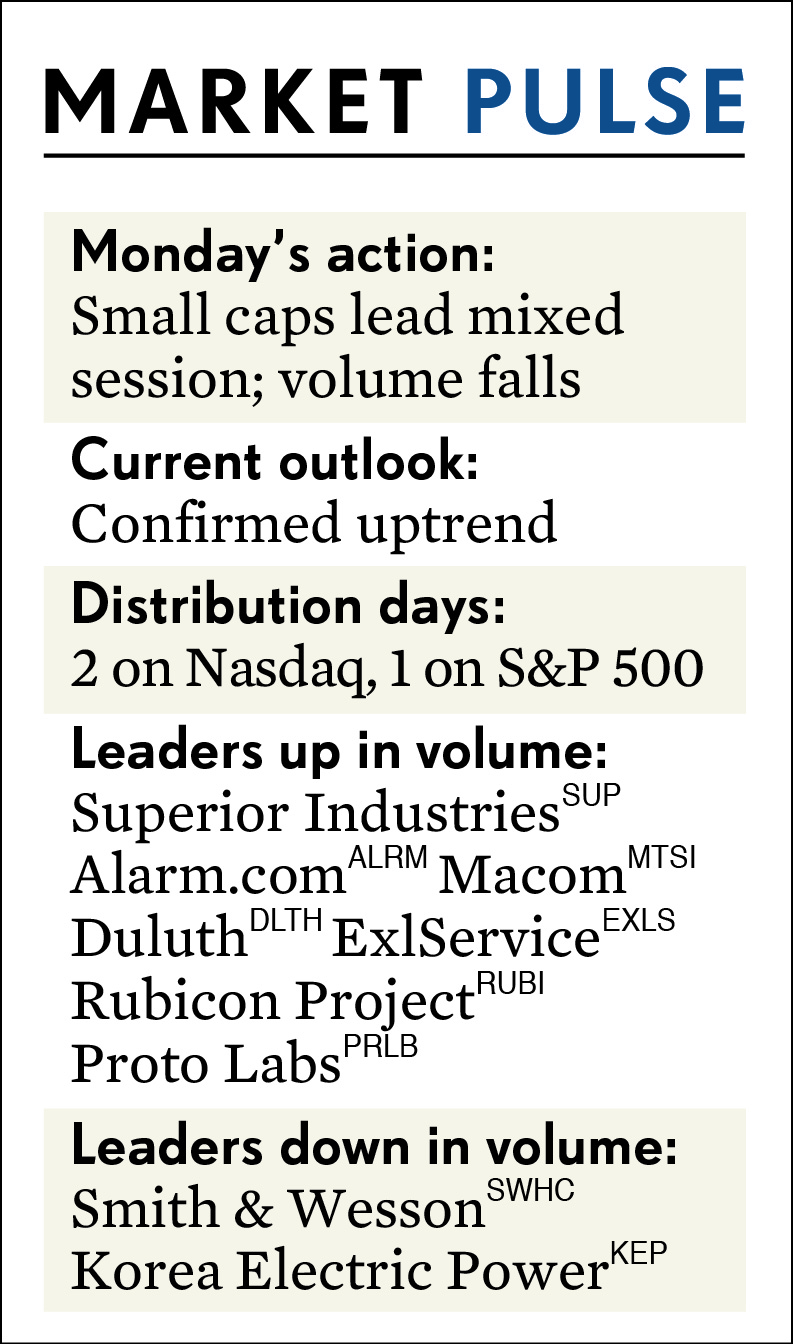 MARKET PULSE
Monday’s action:
Small caps lead mixed
session; volume falls
Current outlook:
Confirmed uptrend
Distribution days:
2 on Nasdaq, 1 on S&P 500
Leaders up in volume:
Superior Industries SUP
Alarm.com ALRM Macom MTSI
Duluth DLTH ExlService EXLS
Rubicon Project RUBI
Proto Labs PRLB
Leaders down in volume:
Smith & Wesson SWHC
Korea Electric Power KEP